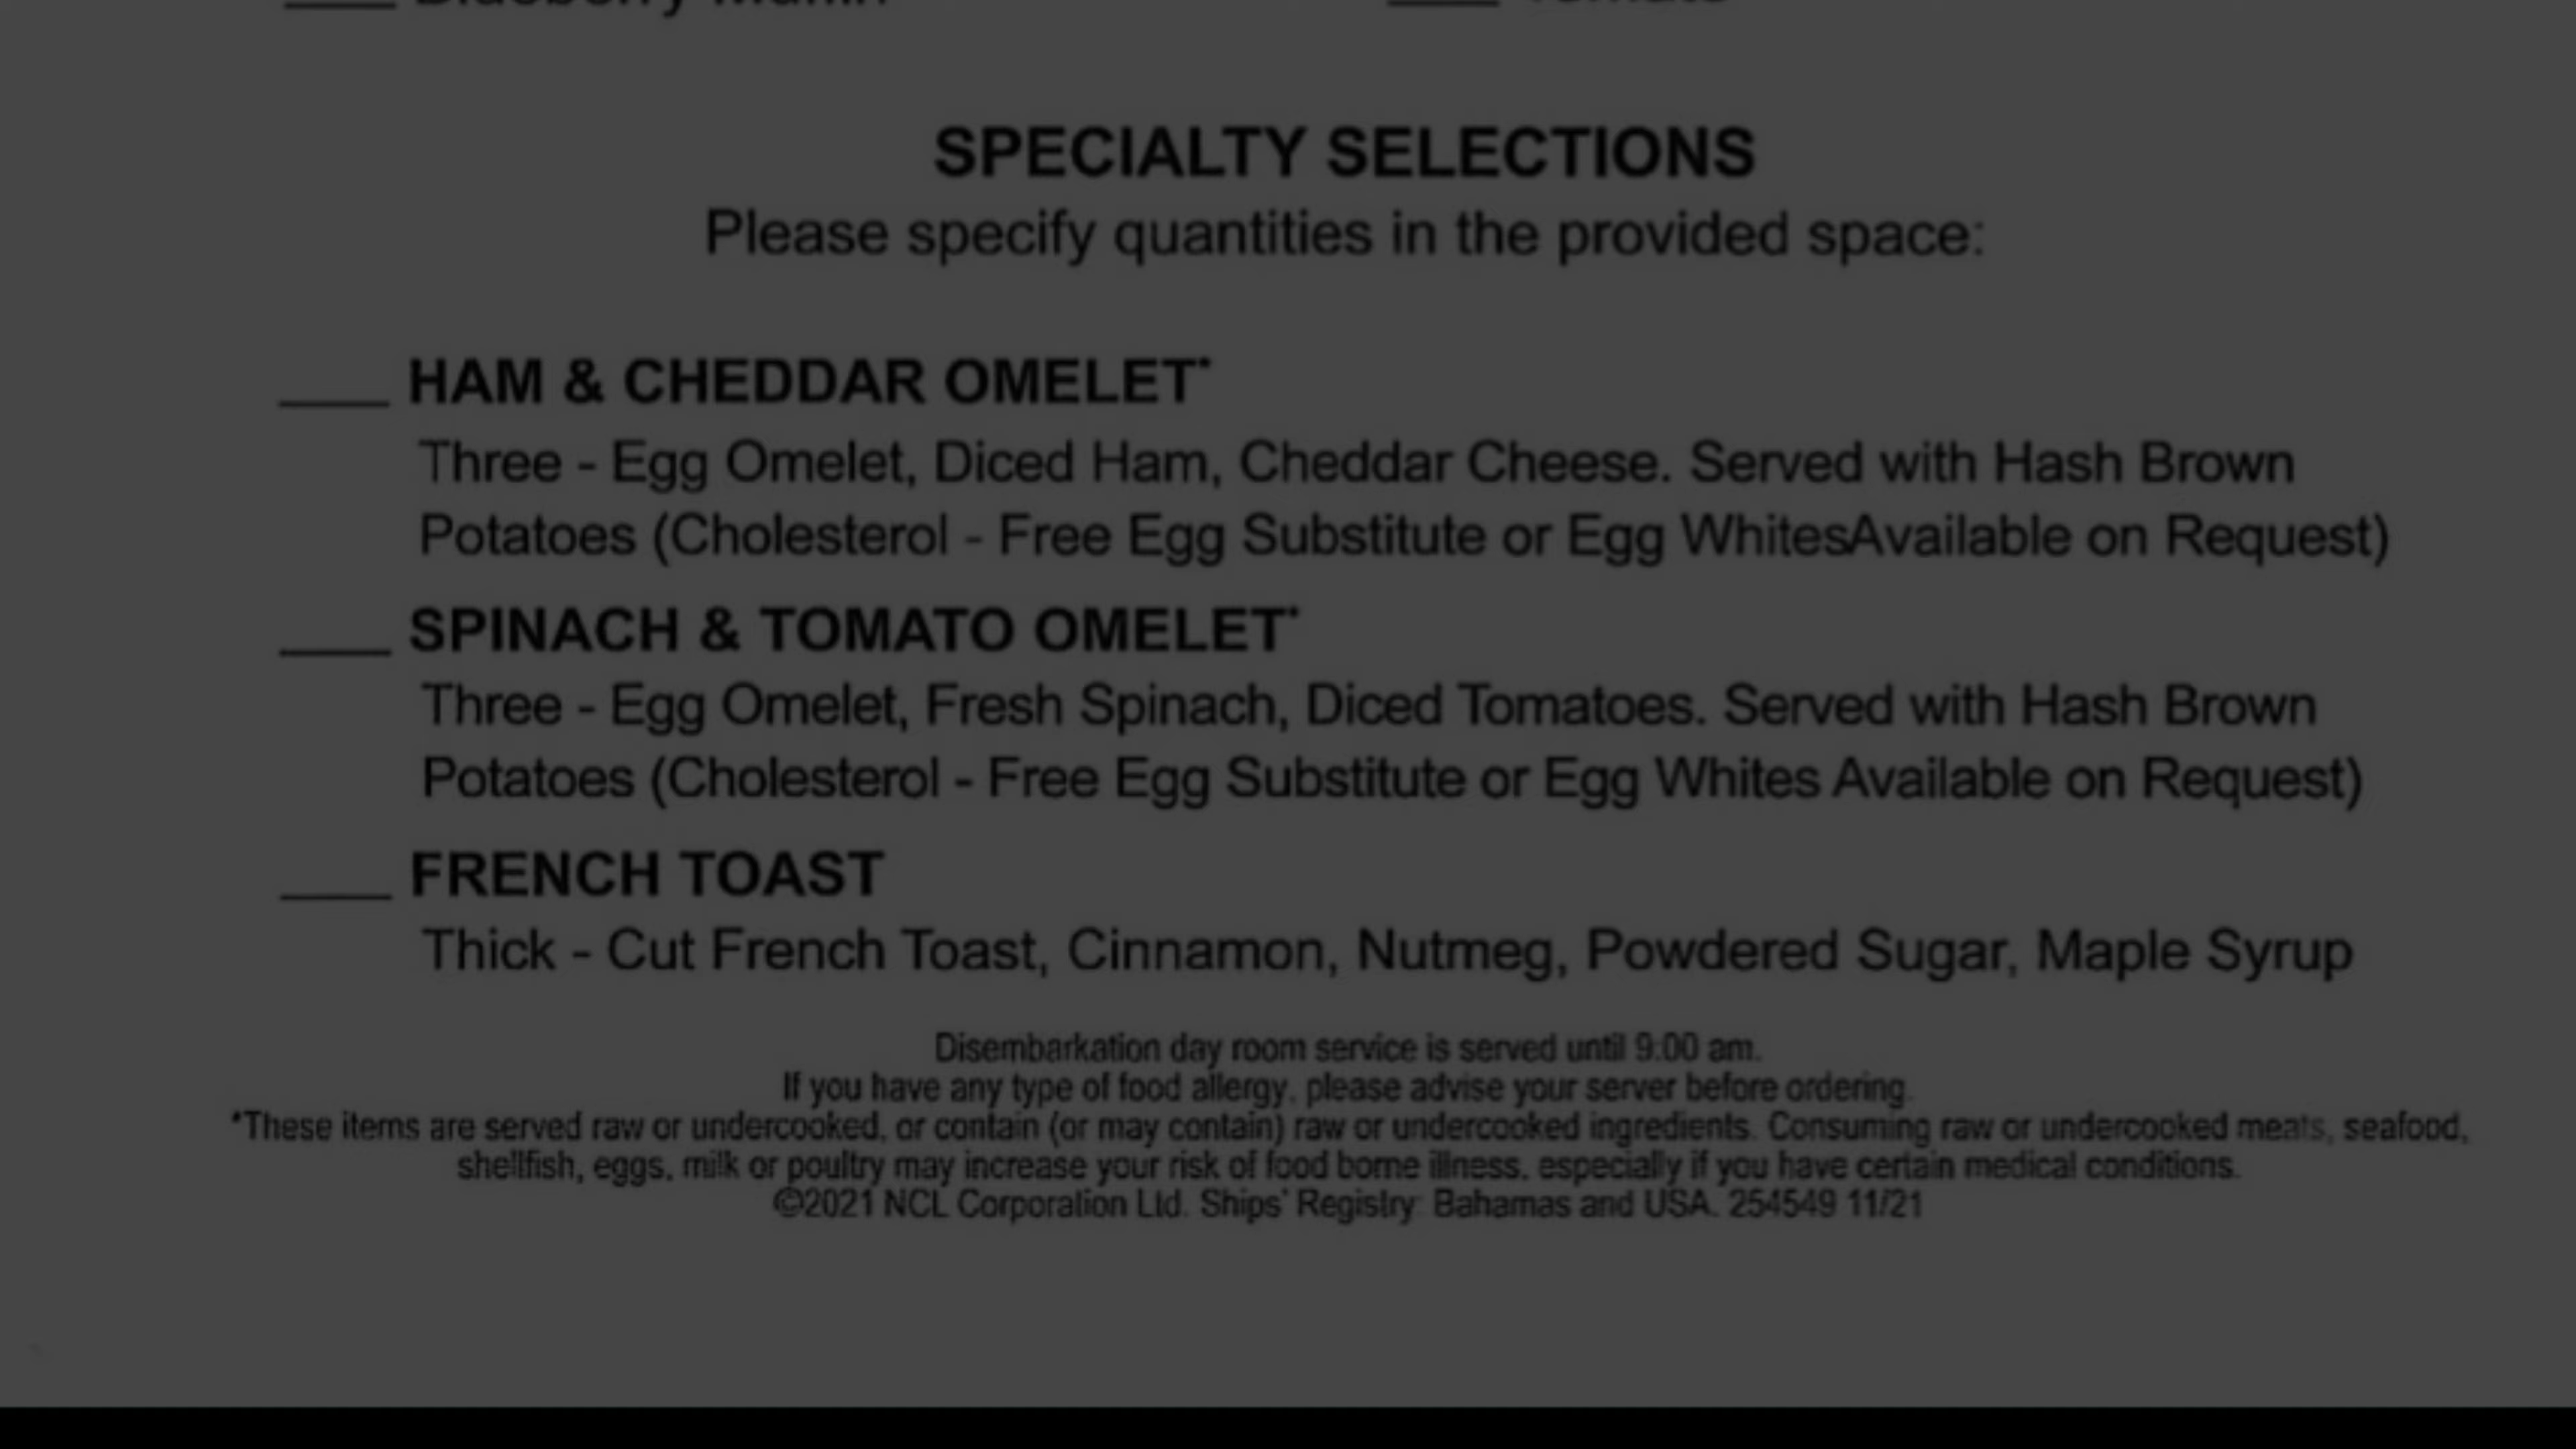 Blueberry Muffin
Tomato
SPECIALTY SELECTIONS
Please specify quantities in the provided space:
___ HAM & CHEDDAR OMELET*
Three - Egg Omelet, Diced Ham, Cheddar Cheese. Served with Hash Brown
Potatoes (Cholesterol - Free Egg Substitute or Egg WhitesAvailable on Request)
___ SPINACH & TOMATO OMELET*
Three - Egg Omelet, Fresh Spinach, Diced Tomatoes. Served with Hash Brown
Potatoes (Cholesterol - Free Egg Substitute or Egg Whites Available on Request)
___ FRENCH TOAST
Thick - Cut French Toast, Cinnamon, Nutmeg, Powdered Sugar, Maple Syrup
Disembarkation day room service is served until 9:00 am.
If you have any type of food allergy, please advise your server before ordering.
*These items are served raw or undercooked, or contain (or may contain) raw or undercooked ingredients. Consuming raw or undercooked meats, seafood,
shellfish, eggs, milk or poultry may increase your risk of food borne illness, especially if you have certain medical conditions.
©2021 NCL Corporation Ltd. Ships' Registry: Bahamas and USA. 254549 11/21